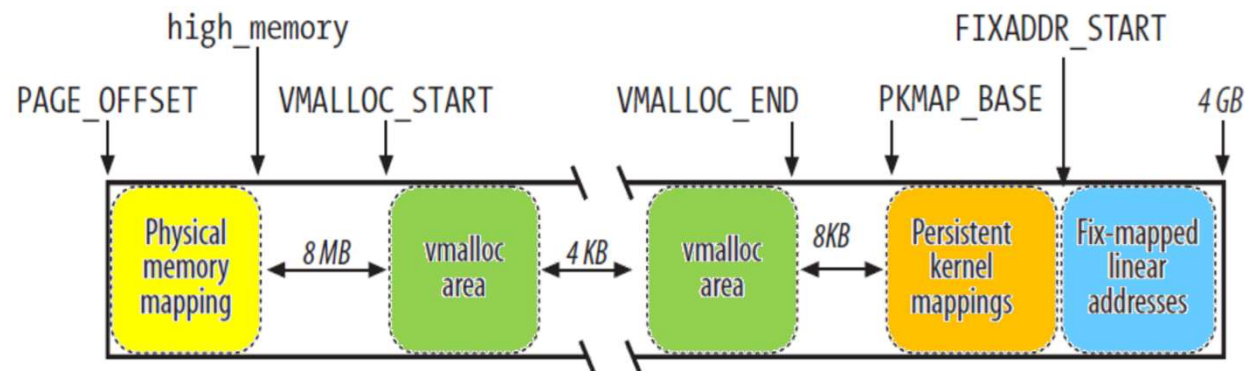 high_memory
FIXADDR_START
PAGE_OFFSET
VMALLOC_START
VMALLOC_END
PKMAP_BASE
4 GB
Physical
memory
mapping
8 MB
vmalloc
area
4 KB
vmalloc
area
8KB
Persistent
kernel
mappings
Fix-mapped
linear
addresses